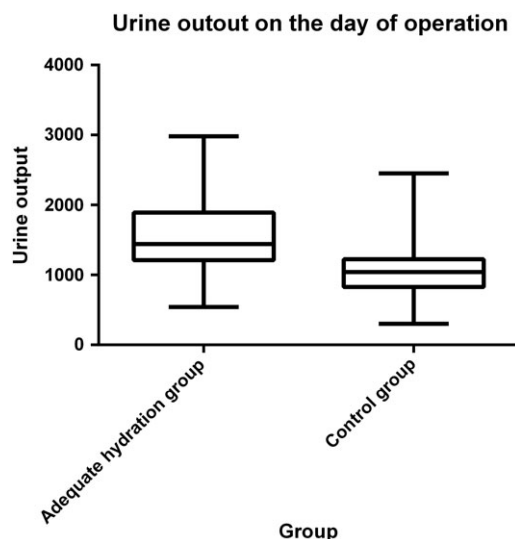 Urine outout on the day of operation
4000
3000
2000
1000
0
Urine output
Adequate hydration group
Control group
Group